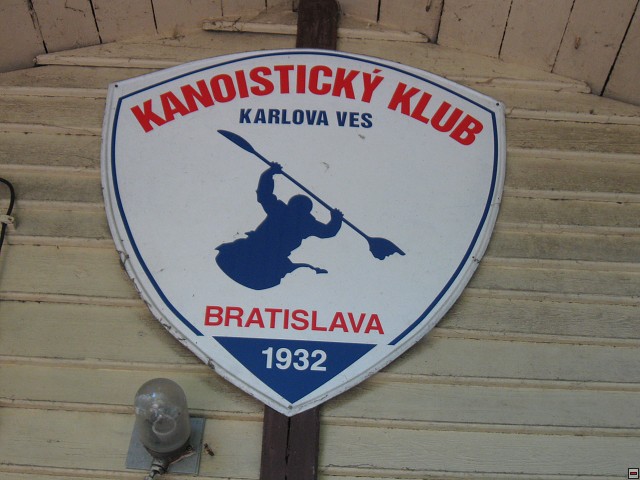 KANOISTICKÝ KLUB
KARLOVA VES
BRATISLAVA
1932